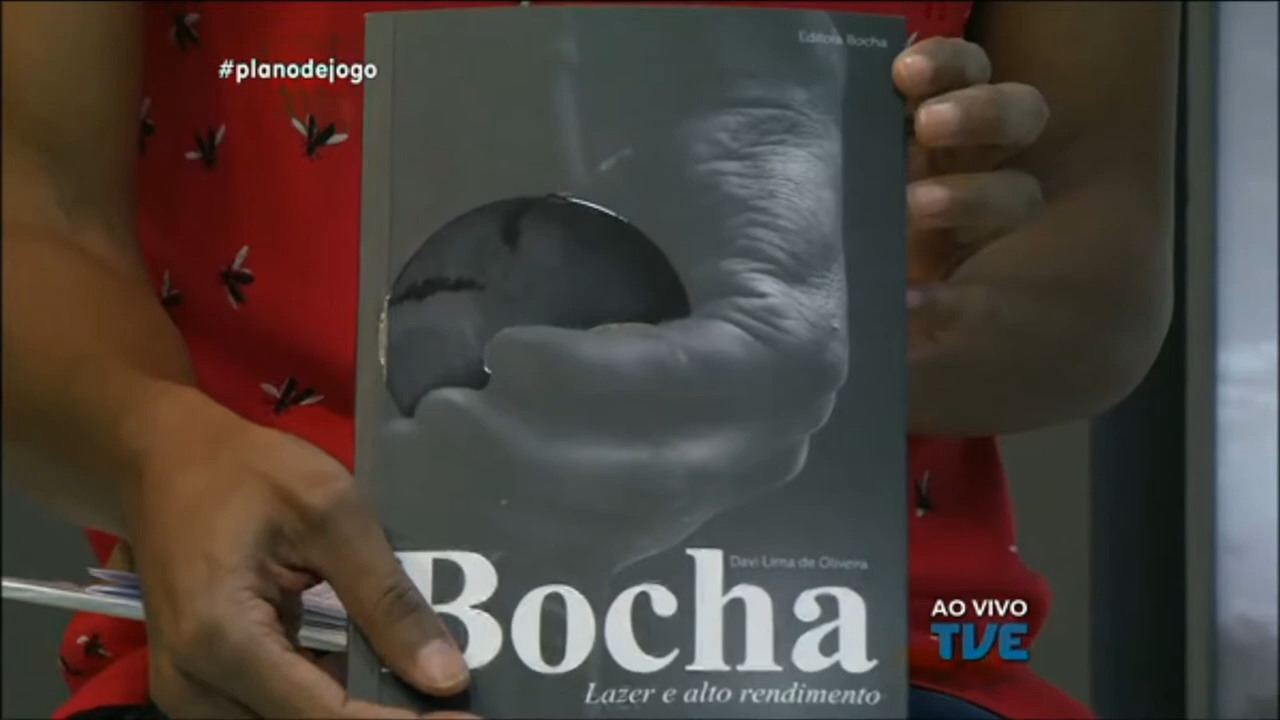 #planodejogo
Editora Bocha
Davi Lima de Oliveira
Bocha
Lazer e alto rendimento
AO VIVO
TVE